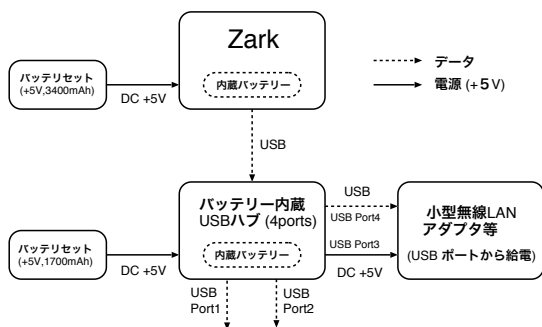 Zark
内蔵バッテリー
バッテリセット
(+5V,3400mAh)
DC +5V
データ
電源 (+５V)
USB
バッテリー内蔵
USBハブ (4ports)
内蔵バッテリー
バッテリセット
(+5V,1700mAh)
DC +5V
USB
USB Port4
USB Port3
DC +5V
小型無線LAN
アダプタ等
(USB ポートから給電)
USB
Port1
USB
Port2